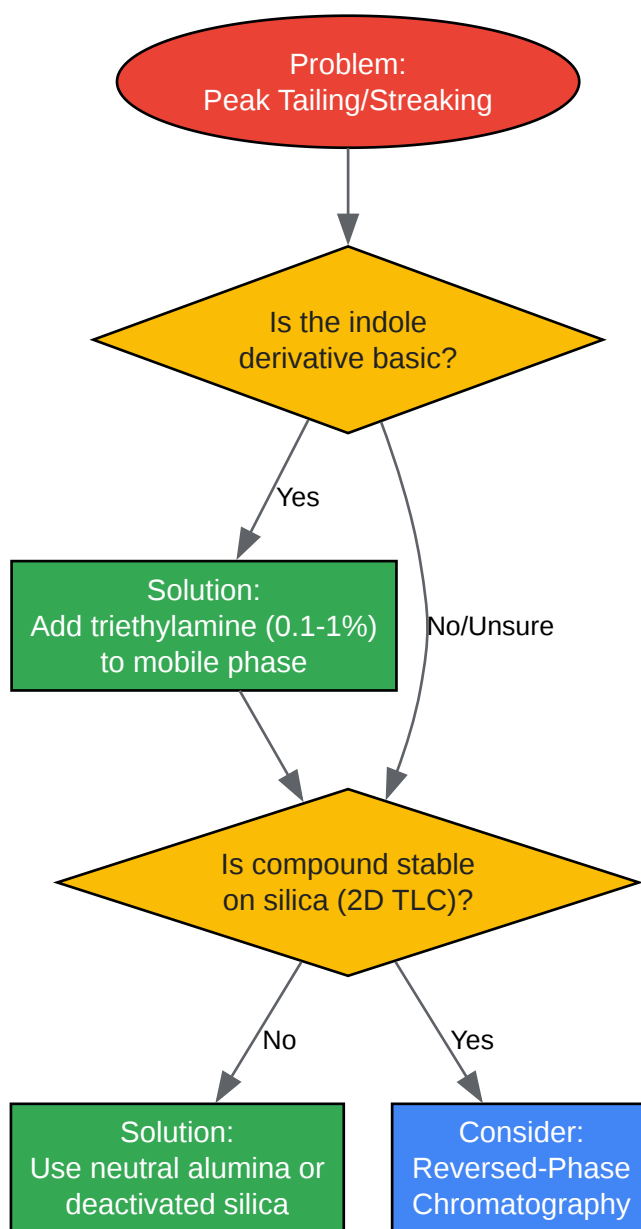 Problem:
Peak Tailing/Streaking
Is the indole
derivative basic?
Yes
Solution:
Add triethylamine (0.1-1%)
to mobile phase
No/Unsure
Is compound stable
on silica (2D TLC)?
No
Yes
Solution:
Use neutral alumina or
deactivated silica
Consider:
Reversed-Phase
Chromatography